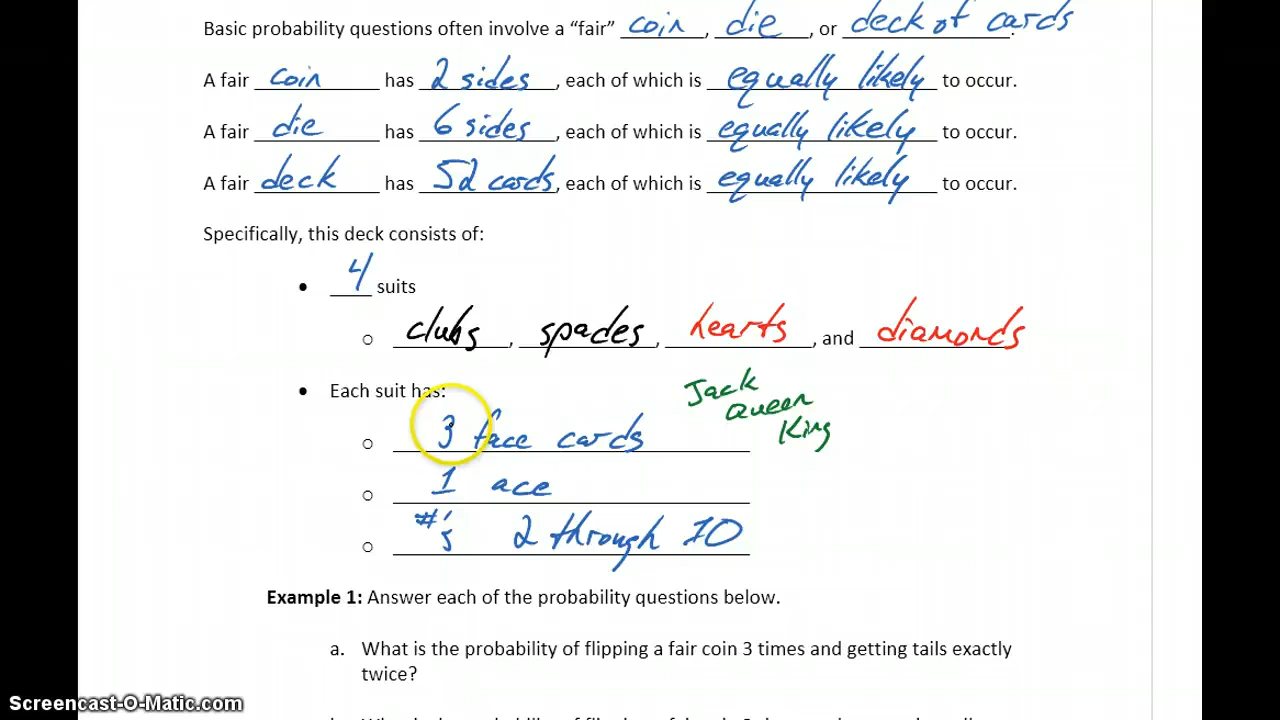 Basic probability questions often involve a "fair" coin, die, or deck of cards.
A fair coin has 2 sides, each of which is equally likely to occur.
A fair die has 6 sides, each of which is equally likely to occur.
A fair deck has 52 cards, each of which is equally likely to occur.
Specifically, this deck consists of:
• 4 suits
o clubs, spades, hearts, and diamonds
• Each suit has:
Jack
Queen
King
o 3 face cards
o 1 ace
o #'s 2 through 10
Example 1: Answer each of the probability questions below.
a. What is the probability of flipping a fair coin 3 times and getting tails exactly
twice?
Screencast-O-Matic.com